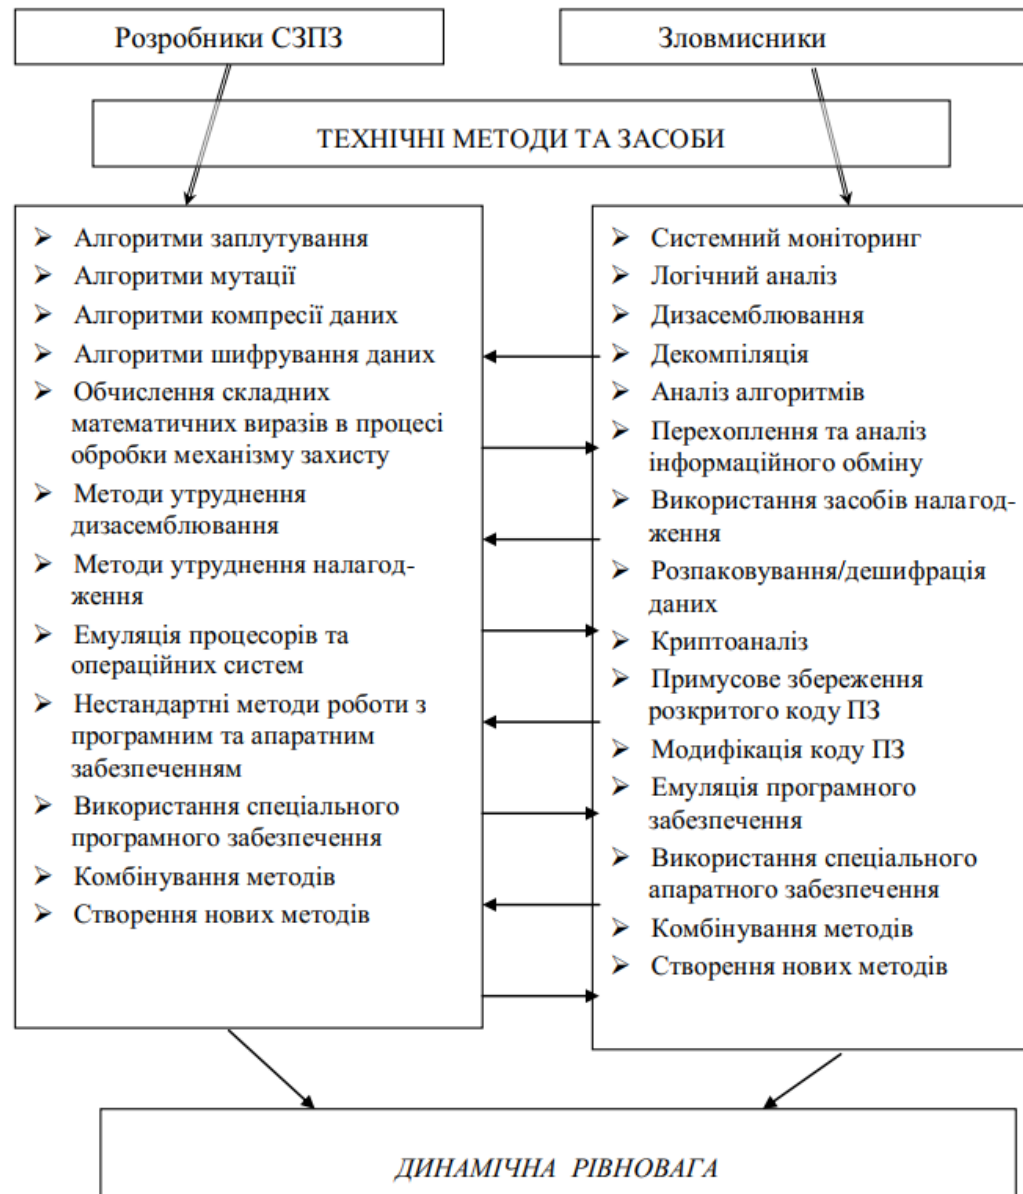 Розробники СЗПЗ
Зловмисники
ТЕХНІЧНІ МЕТОДИ ТА ЗАСОБИ
➢ Алгоритми заплутування
➢ Алгоритми мутації
➢ Алгоритми компресії даних
➢ Алгоритми шифрування даних
➢ Обчислення складних
математичних виразів в процесі
обробки механізму захисту
➢ Методи утруднення
дизасемблювання
➢ Методи утруднення налагод-
ження
➢ Емуляція процесорів та
операційних систем
➢ Нестандартні методи роботи з
програмним та апаратним
забезпеченням
➢ Використання спеціального
програмного забезпечення
➢ Комбінування методів
➢ Створення нових методів
➢ Системний моніторинг
➢ Логічний аналіз
➢ Дизасемблювання
➢ Декомпіляція
➢ Аналіз алгоритмів
➢ Перехоплення та аналіз
інформаційного обміну
➢ Використання засобів налагод-
ження
➢ Розпаковування/дешифрація
даних
➢ Криптоаналіз
➢ Примусове збереження
розкритого коду ПЗ
➢ Модифікація коду ПЗ
➢ Емуляція програмного
забезпечення
➢ Використання спеціального
апаратного забезпечення
➢ Комбінування методів
➢ Створення нових методів
ДИНАМІЧНА РІВНОВАГА